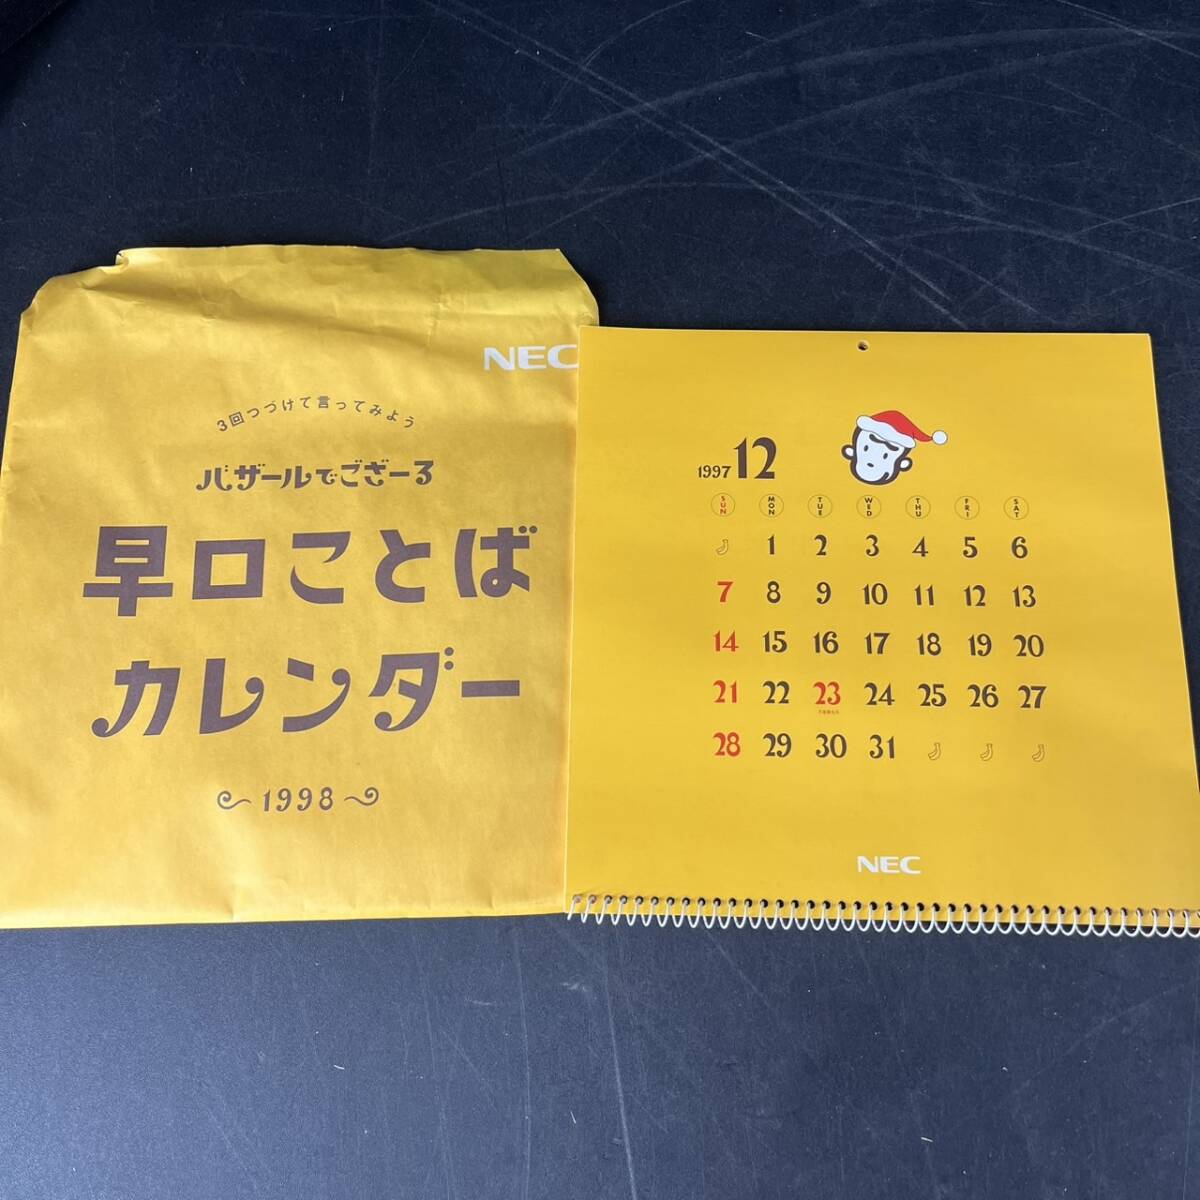 NEC
3回つづけて言ってみよう
バザールでござーる
早口ことば
カレンダー
1998
1997 12
SUN MON TUE WED THU FRI SAT
1 2 3 4 5 6
7 8 9 10 11 12 13
14 15 16 17 18 19 20
21 22 23 24 25 26 27
28 29 30 31
NEC